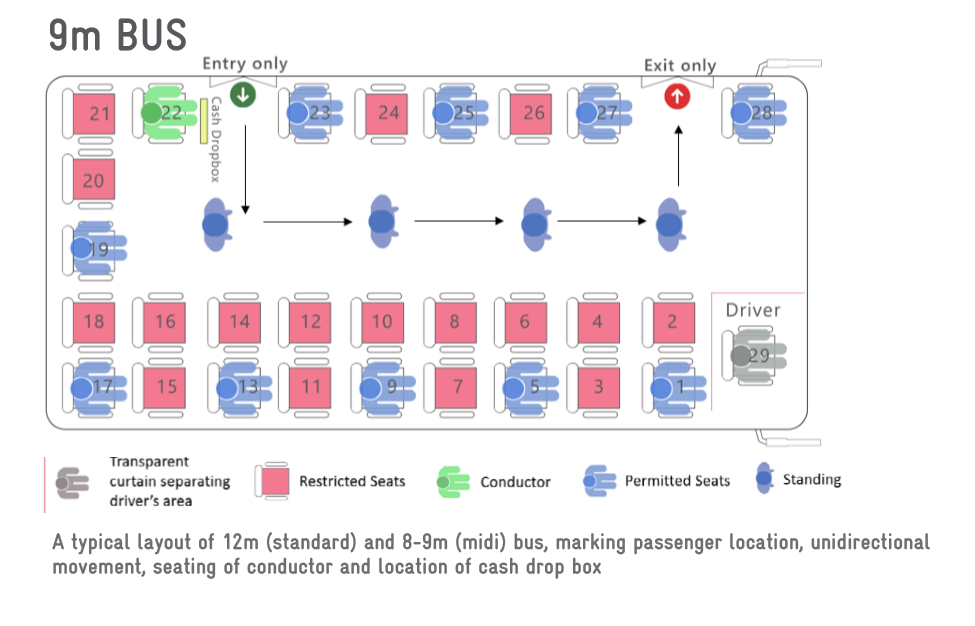 9m BUS
Entry only
Exit only
21
22
Cash Dropbox
23
24
25
26
27
28
20
19
18
16
14
12
10
8
6
4
2
Driver
29
17
15
13
11
9
7
5
3
1
Transparent
curtain separating
driver's area
Restricted Seats
Conductor
Permitted Seats
Standing
A typical layout of 12m (standard) and 8-9m (midi) bus, marking passenger location, unidirectional
movement, seating of conductor and location of cash drop box